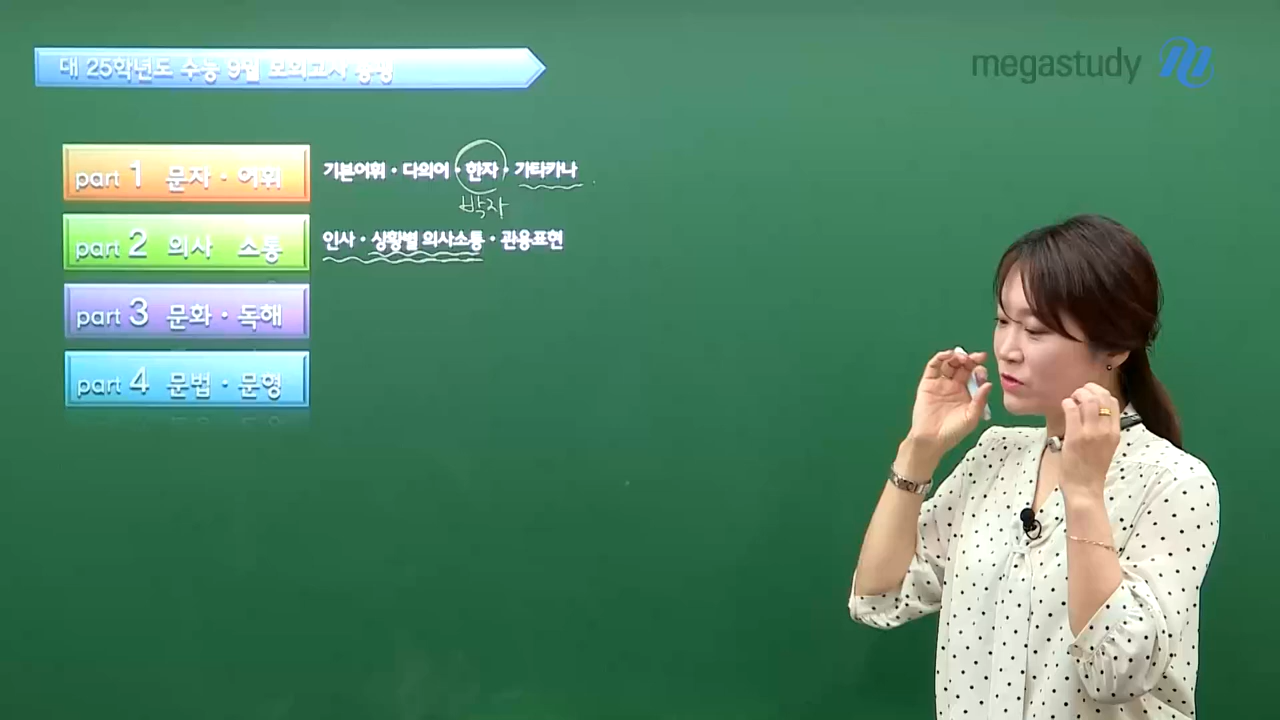 대 25학년도 수능 9월 모의고사
megastudy
part 1 문자 · 어휘
기본어휘 · 다의어 · 한자 · 가타카나
박자
part 2 의사 소통
인사 · 상황별 의사소통 · 관용표현
part 3 문화 · 독해
part 4 문법 · 문형